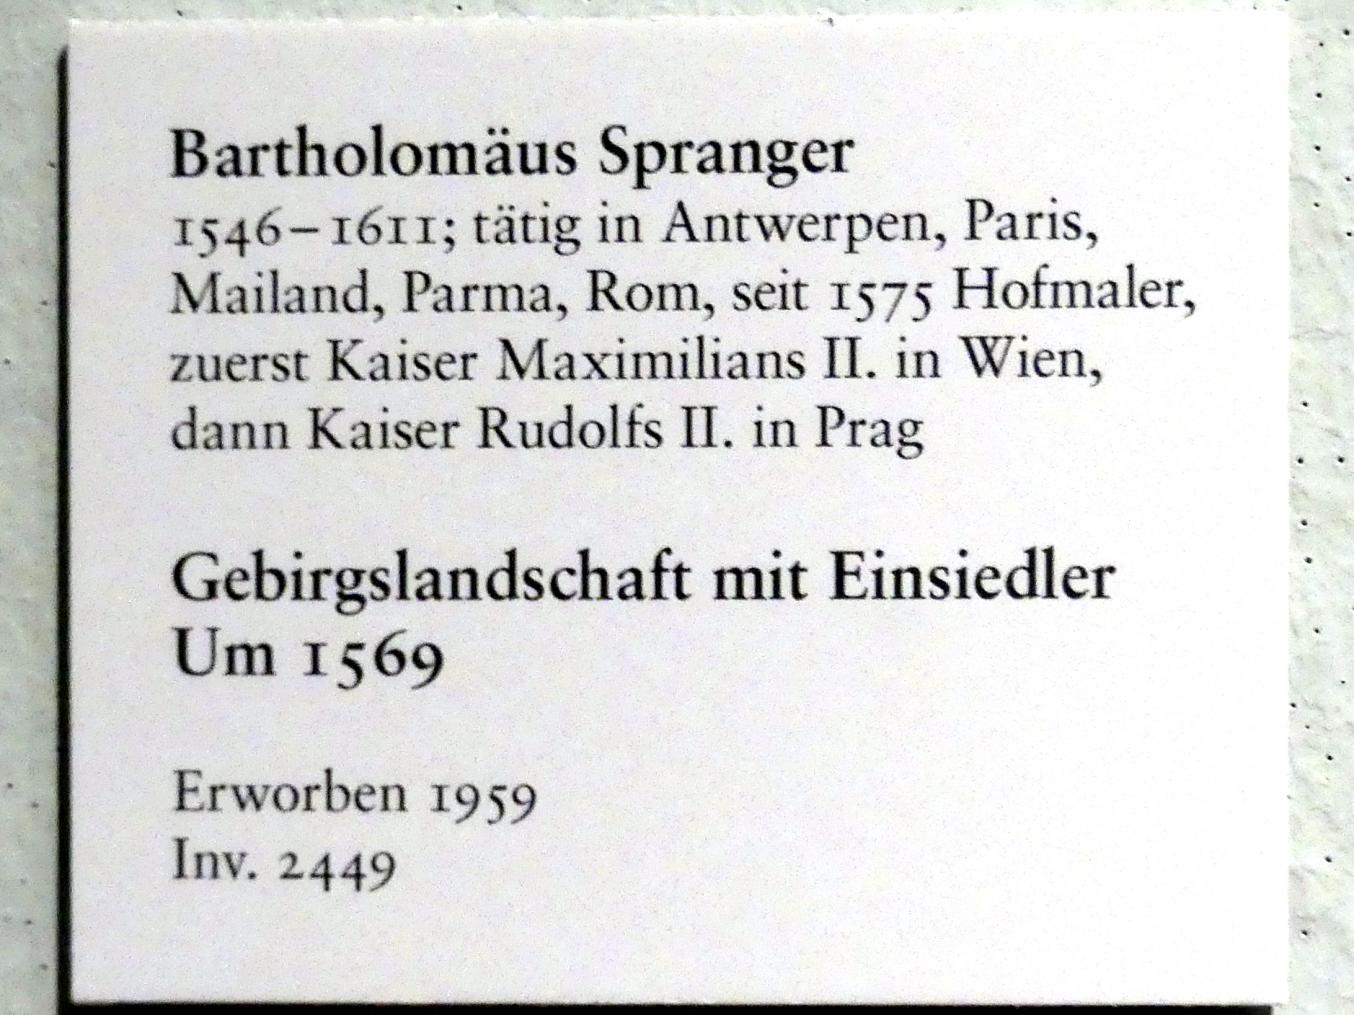 Bartholomäus Spranger
1546–1611; tätig in Antwerpen, Paris,
Mailand, Parma, Rom, seit 1575 Hofmaler,
zuerst Kaiser Maximilians II. in Wien,
dann Kaiser Rudolfs II. in Prag
Gebirgslandschaft mit Einsiedler
Um 1569
Erworben 1959
Inv. 2449